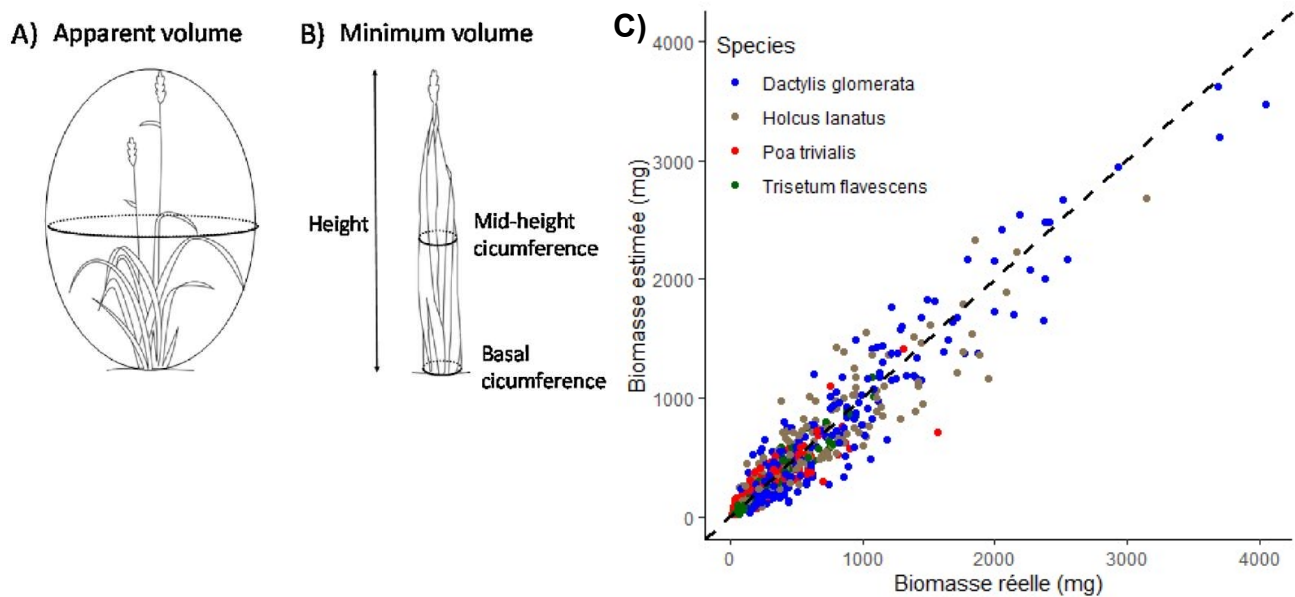 A) Apparent volume
B) Minimum volume
Height
Mid-height
cicumference
Basal
cicumference
C)
Species
Dactylis glomerata
Holcus lanatus
Poa trivialis
Trisetum flavescens
Biomasse estimée (mg)
4000
3000
2000
1000
0
0
1000
2000
3000
4000
Biomasse réelle (mg)